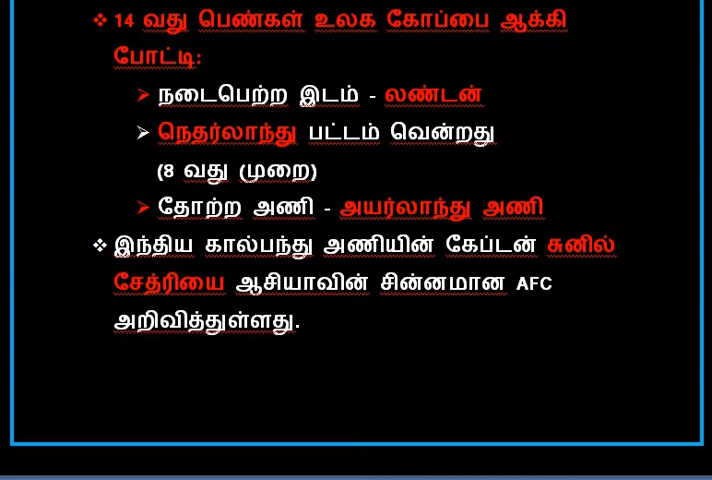 ❖ 14 வது பெண்கள் உலக கோப்பை ஆக்கி
போட்டி:
➢ நடைபெற்ற இடம் - லண்டன்
➢ நெதர்லாந்து பட்டம் வென்றது
(8 வது முறை)
➢ தோற்ற அணி - அயர்லாந்து அணி
❖ இந்திய கால்பந்து அணியின் கேப்டன் சுனில்
சேத்ரியை ஆசியாவின் சின்னமான AFC
அறிவித்துள்ளது.